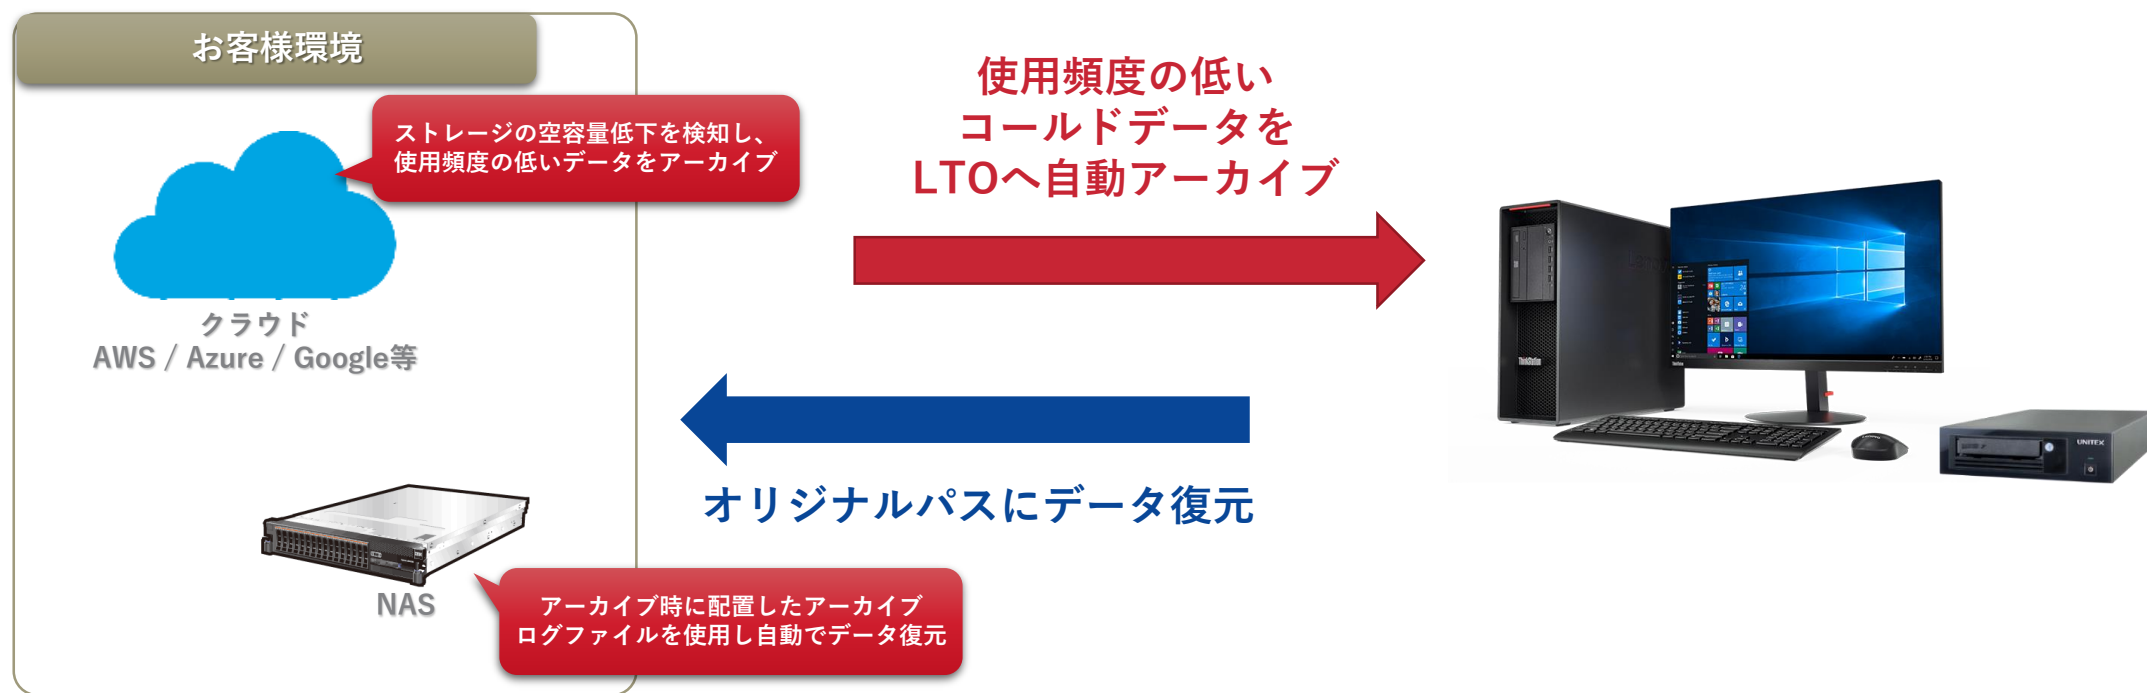 お客様環境
ストレージの空容量低下を検知し、
使用頻度の低いデータをアーカイブ
クラウド
AWS / Azure / Google等
使用頻度の低い
コールドデータを
LTOへ自動アーカイブ
オリジナルパスにデータ復元
NAS
アーカイブ時に配置したアーカイブ
ログファイルを使用し自動でデータ復元
ThinkStation
UNITEX